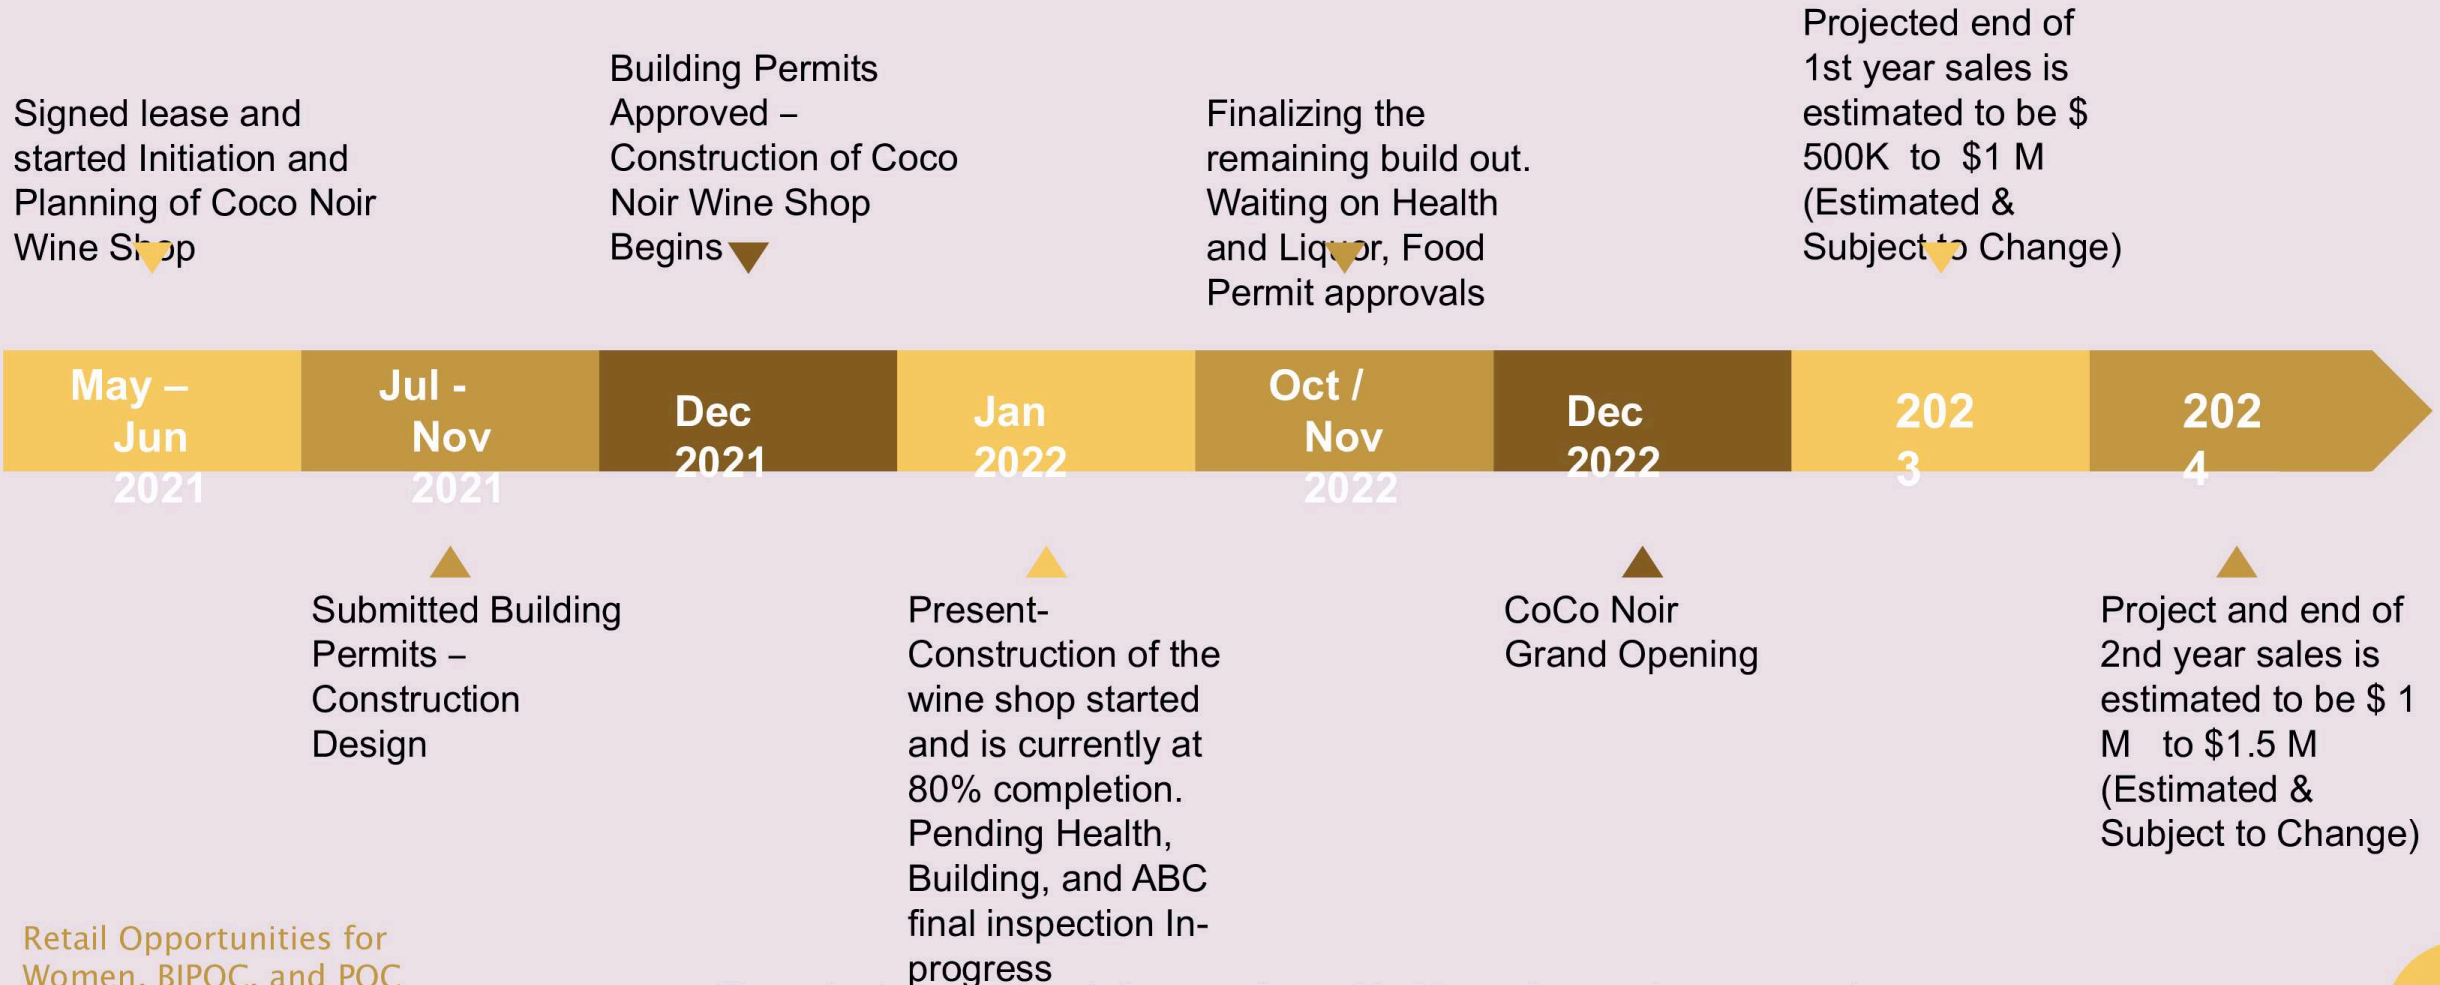 Signed lease and
started Initiation and
Planning of Coco Noir
Wine Shop
Building Permits
Approved –
Construction of Coco
Noir Wine Shop
Begins
Finalizing the
remaining build out.
Waiting on Health
and Liquor, Food
Permit approvals
Projected end of
1st year sales is
estimated to be $
500K to $1 M
(Estimated &
Subject to Change)
May –
Jun
2021
Jul -
Nov
2021
Dec
2021
Jan
2022
Oct /
Nov
2022
Dec
2022
202
3
202
4
Submitted Building
Permits –
Construction
Design
Present-
Construction of the
wine shop started
and is currently at
80% completion.
Pending Health,
Building, and ABC
final inspection In-
progress
CoCo Noir
Grand Opening
Project and end of
2nd year sales is
estimated to be $ 1
M to $1.5 M
(Estimated &
Subject to Change)
Retail Opportunities for
Women, BIPOC, and POC